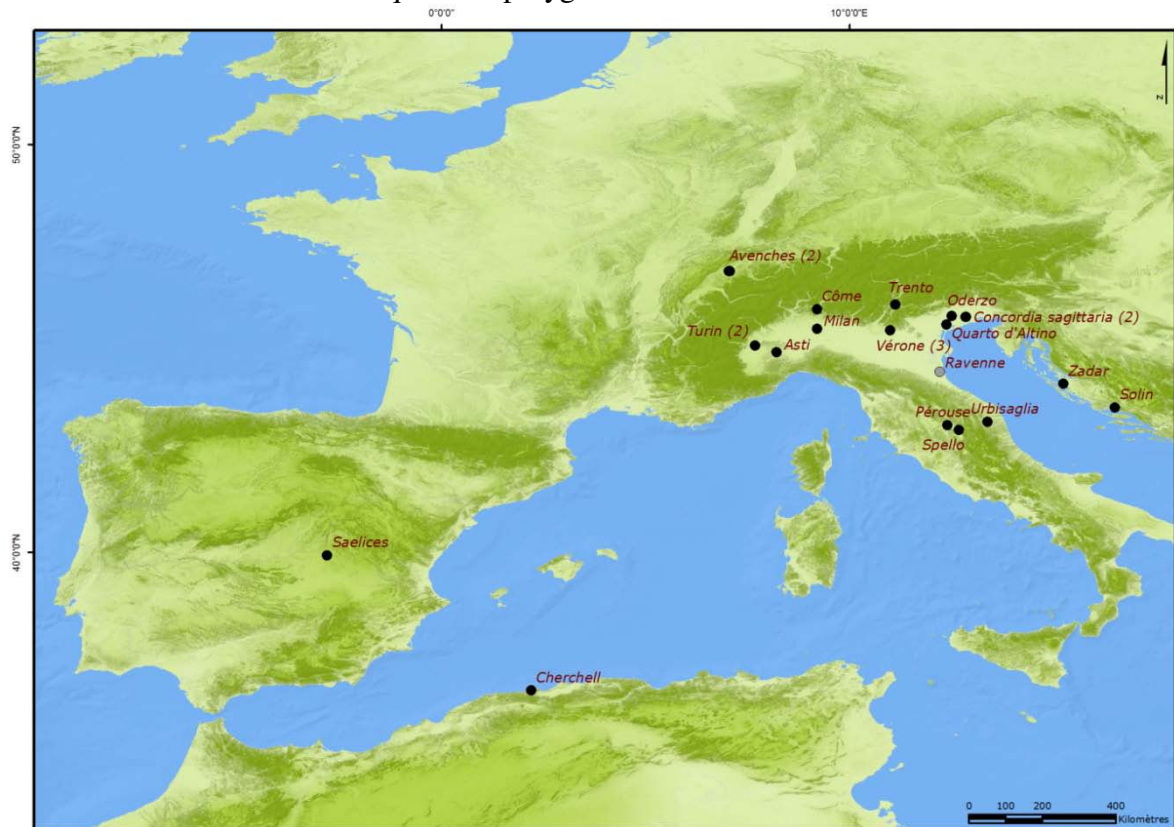 polyg
0°0'0"
10°0'0"E
N
50°0'0"N
Avenches (2)
Trento
Côme
Oderzo
Milan
Concordia sagittaria (2)
Turin (2)
Quarto d'Altino
Asti
Vérone (3)
Ravenne
Zadar
Solin
Pérouse
Urbisaglia
Spello
Saelices
40°0'0"N
Cherchell
0 100 200 400
Kilomètres